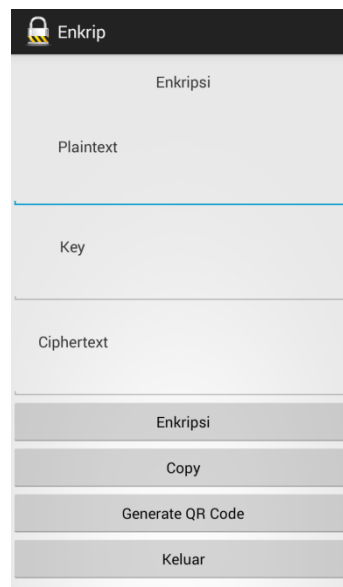 Enkrip
Enkripsi
Plaintext
Key
Ciphertext
Enkripsi
Copy
Generate QR Code
Keluar